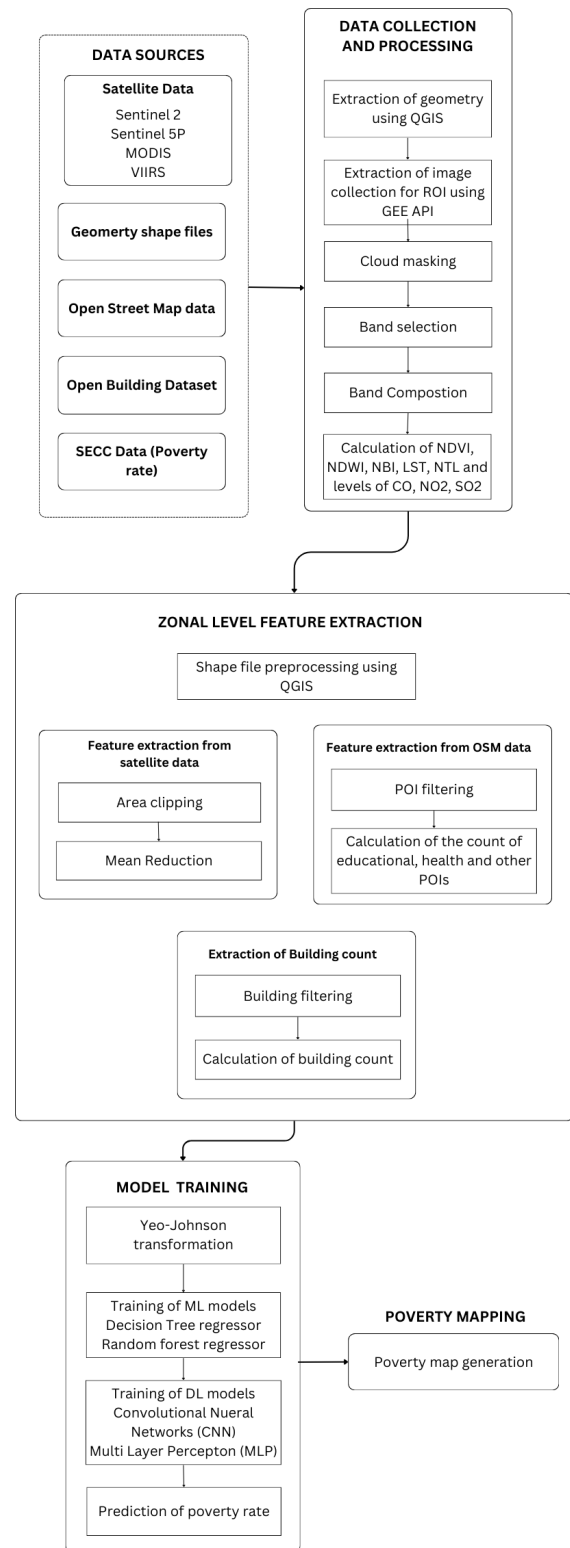 DATA SOURCES
Satellite Data
Sentinel 2
Sentinel 5P
MODIS
VIIRS
Geomerty shape files
Open Street Map data
Open Building Dataset
SECC Data (Poverty
rate)
DATA COLLECTION
AND PROCESSING
Extraction of geometry
using QGIS
Extraction of image
collection for ROI using
GEE API
Cloud masking
Band selection
Band Compostion
Calculation of NDVI,
NDWI, NBI, LST, NTL and
levels of CO, NO2, SO2
ZONAL LEVEL FEATURE EXTRACTION
Shape file preprocessing using
QGIS
Feature extraction from
satellite data
Area clipping
Mean Reduction
Feature extraction from OSM data
POI filtering
Calculation of the count of
educational, health and other
POIs
Extraction of Building count
Building filtering
Calculation of building count
MODEL TRAINING
Yeo-Johnson
transformation
Training of ML models
Decision Tree regressor
Random forest regressor
Training of DL models
Convolutional Nueral
Networks (CNN)
Multi Layer Percepton (MLP)
Prediction of poverty rate
POVERTY MAPPING
Poverty map generation